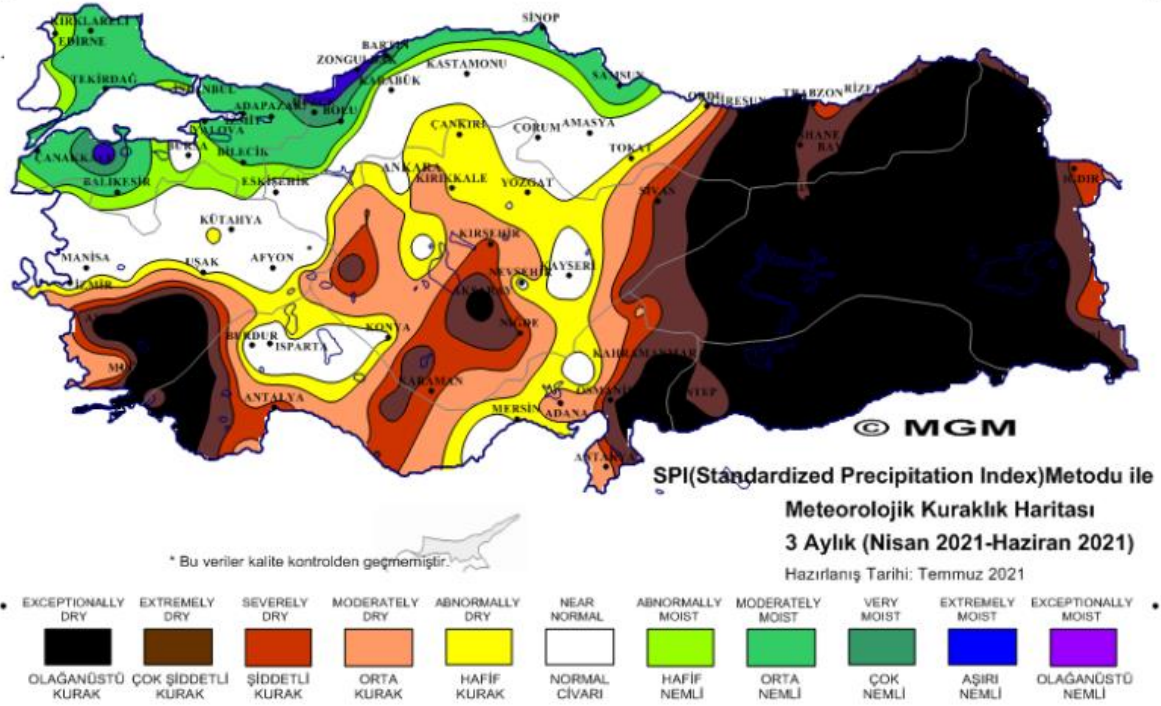 SİNOP
KIRKLARELİ
EDİRNE
BARTIN
ZONGULDAK
KASTAMONU
KARABÜK
TEKİRDAĞ
İSTANBUL
SAMSUN
ADAPAZARI
İZMİT
BOLU
YALOVA
ORDU
GİRESUN
TRABZON
RİZE
ÇANKIRI
ÇORUM
AMASYA
BURSA
BİLECİK
TOKAT
ÇANAKKA
ANKARA
BALIKESİR
ESKİŞEHİR
KIRIKKALE
YOZGAT
SİVAS
KÜTAHYA
KIRŞEHİR
MANİSA
UŞAK
AFYON
NEVŞEHİR
KAYSERİ
İZMİR
AKSARAY
BURDUR
ISPARTA
KONYA
NİĞDE
KAHRAMANMAR
KARAMAN
ANTALYA
MERSİN
ADANA
OSMANİ
NTEP
ANTAKYA
© MGM
SPI(Standardized Precipitation Index)Metodu ile
Meteorolojik Kuraklık Haritası
3 Aylık (Nisan 2021-Haziran 2021)
Hazırlanış Tarihi: Temmuz 2021
* Bu veriler kalite kontrolden geçmemiştir.
EXCEPTIONALLY DRY
EXTREMELY DRY
SEVERELY DRY
MODERATELY DRY
ABNORMALLY DRY
NEAR NORMAL
ABNORMALLY MOIST
MODERATELY MOIST
VERY MOIST
EXTREMELY MOIST
EXCEPTIONALLY MOIST
OLAĞANÜSTÜ KURAK
ÇOK ŞİDDETLİ KURAK
ŞİDDETLİ KURAK
ORTA KURAK
HAFİF KURAK
NORMAL CİVARI
HAFİF NEMLİ
ORTA NEMLİ
ÇOK NEMLİ
AŞIRI NEMLİ
OLAĞANÜSTÜ NEMLİ